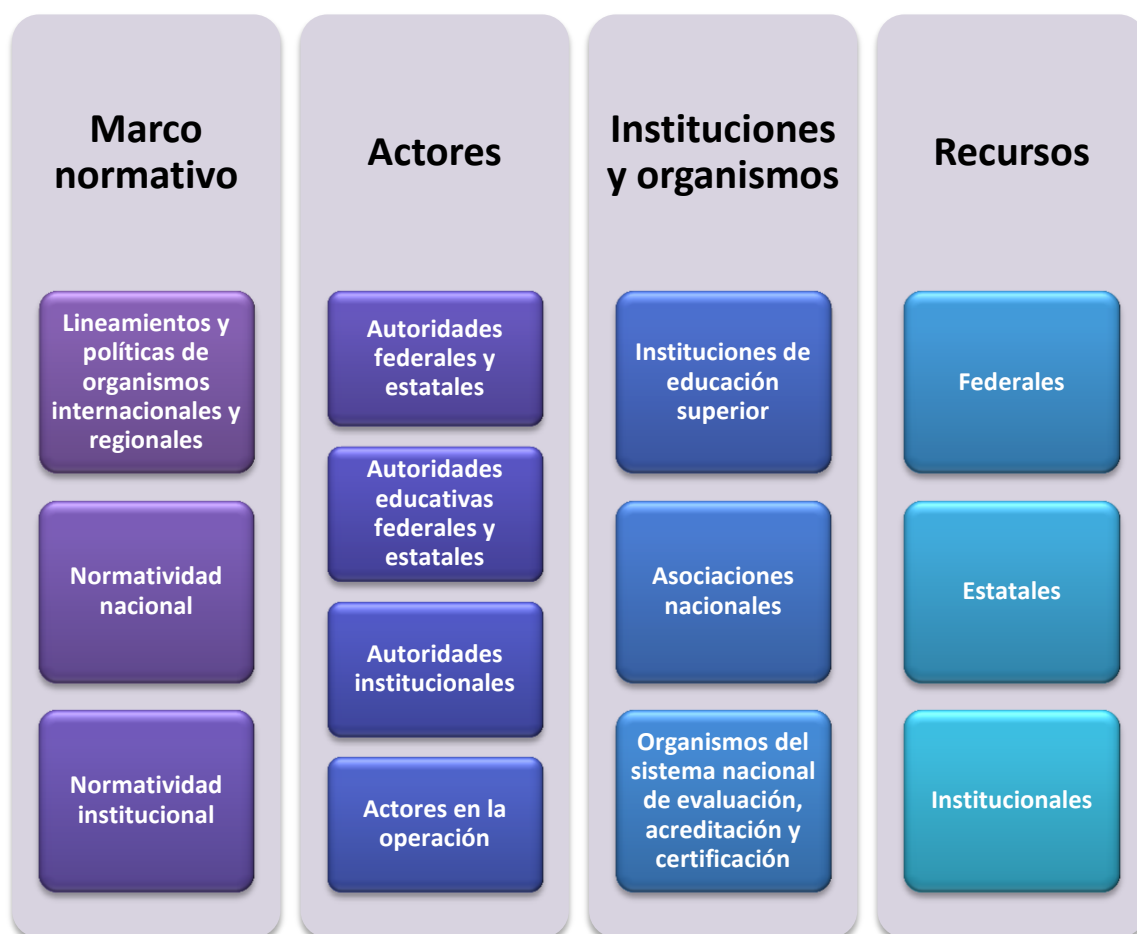 Marco
normativo
Lineamientos y
políticas de
organismos
internacionales y
regionales
Normatividad
nacional
Normatividad
institucional
Actores
Autoridades
federales y
estatales
Autoridades
educativas
federales y
estatales
Autoridades
institucionales
Actores en la
operación
Instituciones
y organismos
Instituciones de
educación
superior
Asociaciones
nacionales
Organismos del
sistema nacional
de evaluación,
acreditación y
certificación
Recursos
Federales
Estatales
Institucionales